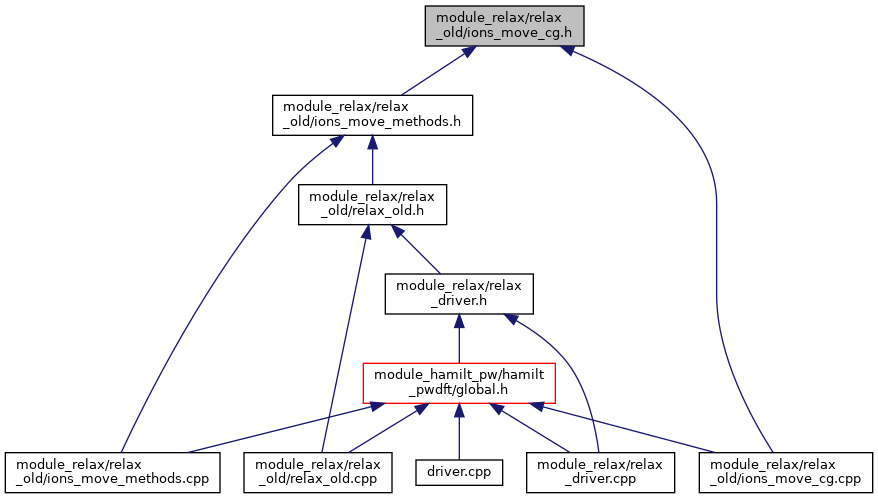 module_relax/relax
_old/ions_move_cg.h
module_relax/relax
_old/ions_move_methods.h
module_relax/relax
_old/relax_old.h
module_relax/relax
_driver.h
module_hamilt_pw/hamilt
_pwdft/global.h
module_relax/relax
_old/ions_move_methods.cpp
module_relax/relax
_old/relax_old.cpp
driver.cpp
module_relax/relax
_driver.cpp
module_relax/relax
_old/ions_move_cg.cpp